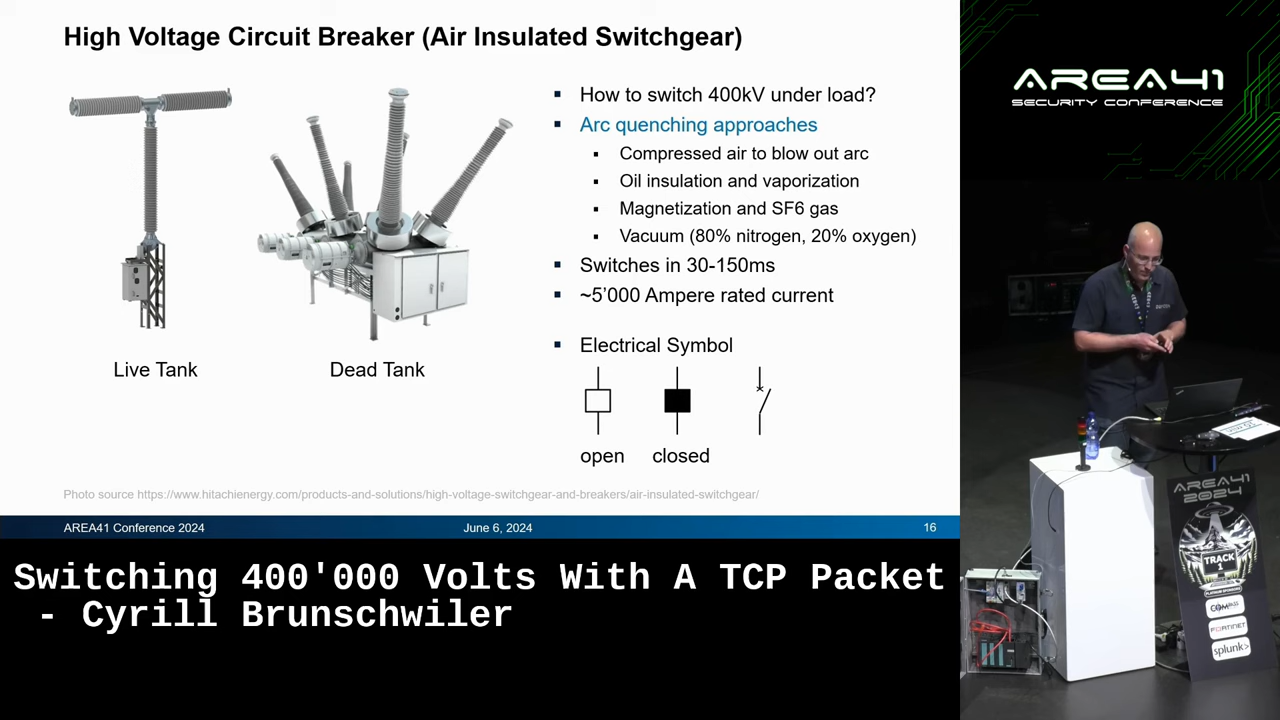 High Voltage Circuit Breaker (Air Insulated Switchgear)
How to switch 400kV under load?
Arc quenching approaches
Compressed air to blow out arc
Oil insulation and vaporization
Magnetization and SF6 gas
Vacuum (80% nitrogen, 20% oxygen)
Switches in 30-150ms
~5’000 Ampere rated current
Electrical Symbol
open closed
Live Tank
Dead Tank
Photo source https://www.hitachienergy.com/products-and-solutions/high-voltage-switchgear-and-breakers/air-insulated-switchgear/
AREA41 Conference 2024 June 6, 2024 16
Switching 400'000 Volts With A TCP Packet
- Cyrill Brunschwiler
AREA41
SECURITY CONFERENCE
AREA41
2024
TRACK
1
PLATINUM SPONSORS
COMPASS
FORTINET
splunk>